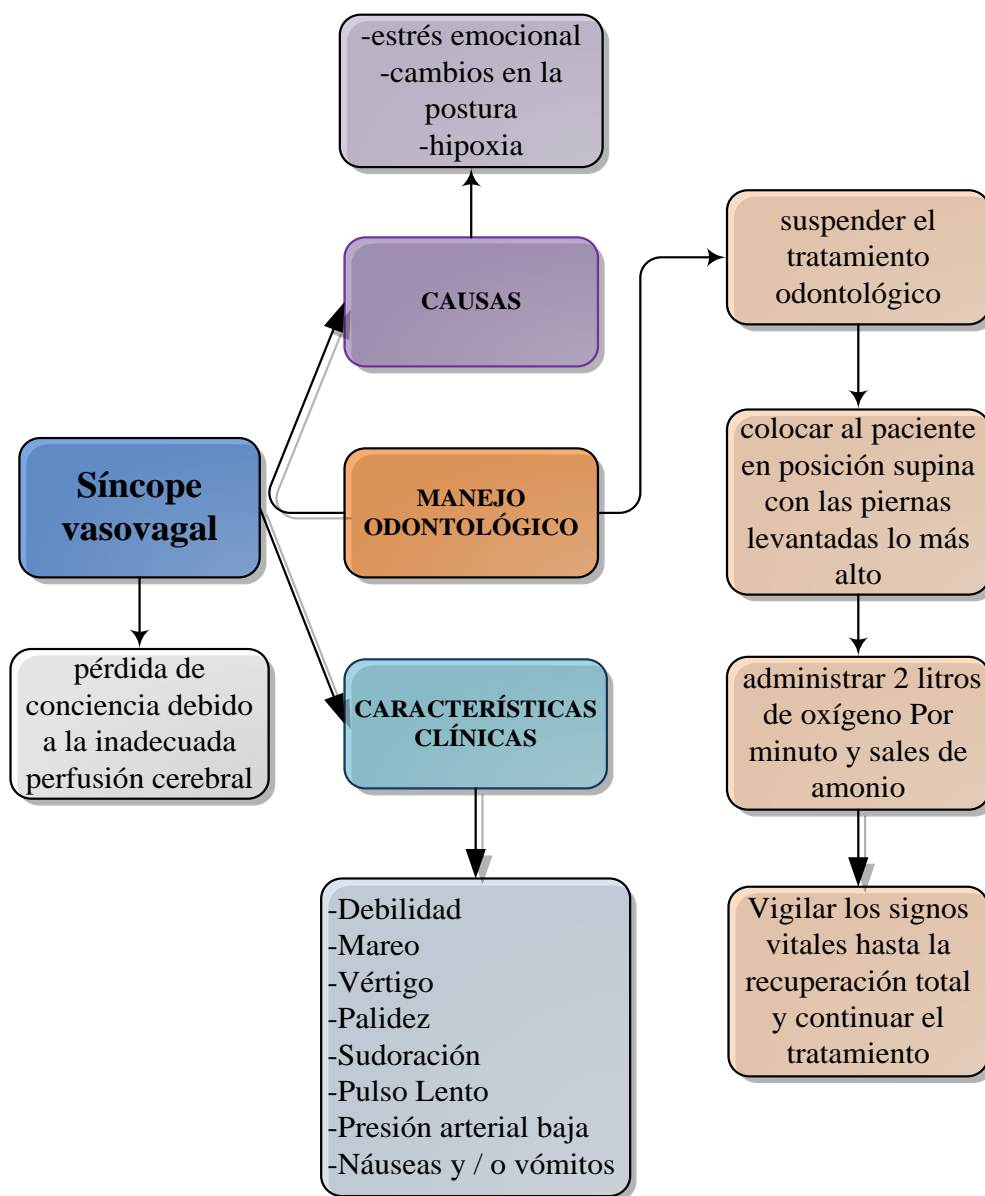 -estrés emocional
-cambios en la
postura
-hipoxia
CAUSAS
Síncope
vasovagal
pérdida de
conciencia debido
a la inadecuada
perfusión cerebral
MANEJO
ODONTOLÓGICO
CARACTERÍSTICAS
CLÍNICAS
-Debilidad
-Mareo
-Vértigo
-Palidez
-Sudoración
-Pulso Lento
-Presión arterial baja
-Náuseas y / o vómitos
suspender el
tratamiento
odontológico
colocar al paciente
en posición supina
con las piernas
levantadas lo más
alto
administrar 2 litros
de oxígeno Por
minuto y sales de
amonio
Vigilar los signos
vitales hasta la
recuperación total
y continuar el
tratamiento